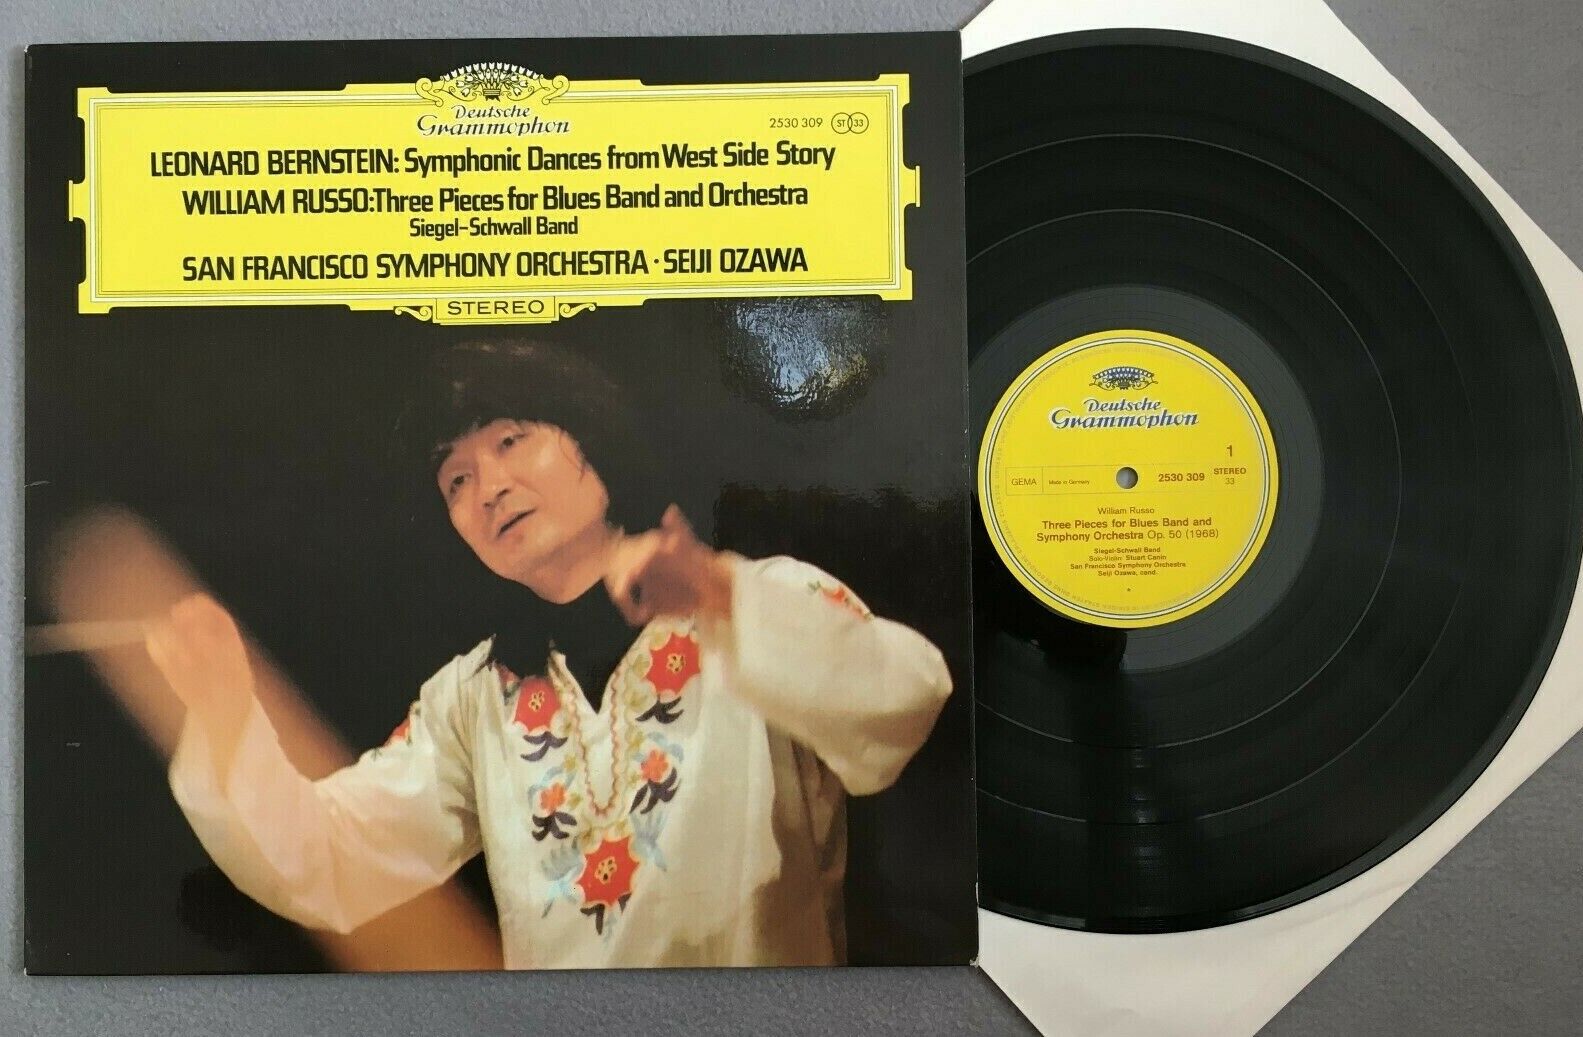 Deutsche
Grammophon
2530 309 ST 33
LEONARD BERNSTEIN: Symphonic Dances from West Side Story
WILLIAM RUSSO: Three Pieces for Blues Band and Orchestra
Siegel-Schwall Band
SAN FRANCISCO SYMPHONY ORCHESTRA · SEIJI OZAWA
STEREO
Deutsche
Grammophon
1
GEMA Made in Germany 2530 309 STEREO
33
William Russo
Three Pieces for Blues Band and
Symphony Orchestra Op. 50 (1968)
Siegel-Schwall Band
Solo-Violin: Stuart Canin
San Francisco Symphony Orchestra
Seiji Ozawa, cond.
*